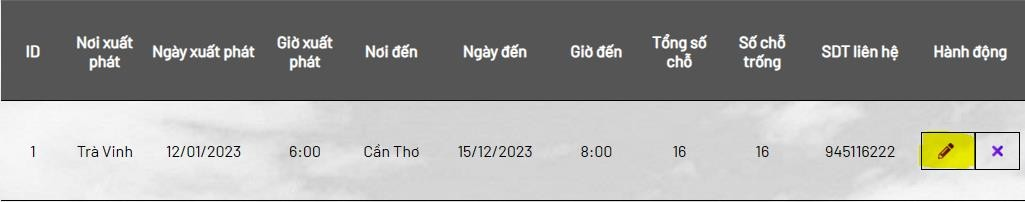 ID Nơi xuất phát Ngày xuất phát Giờ xuất phát Nơi đến Ngày đến Giờ đến Tổng số chỗ Số chỗ trống SDT liên hệ Hành động
1 Trà Vinh 12/01/2023 6:00 Cần Thơ 15/12/2023 8:00 16 16 945116222